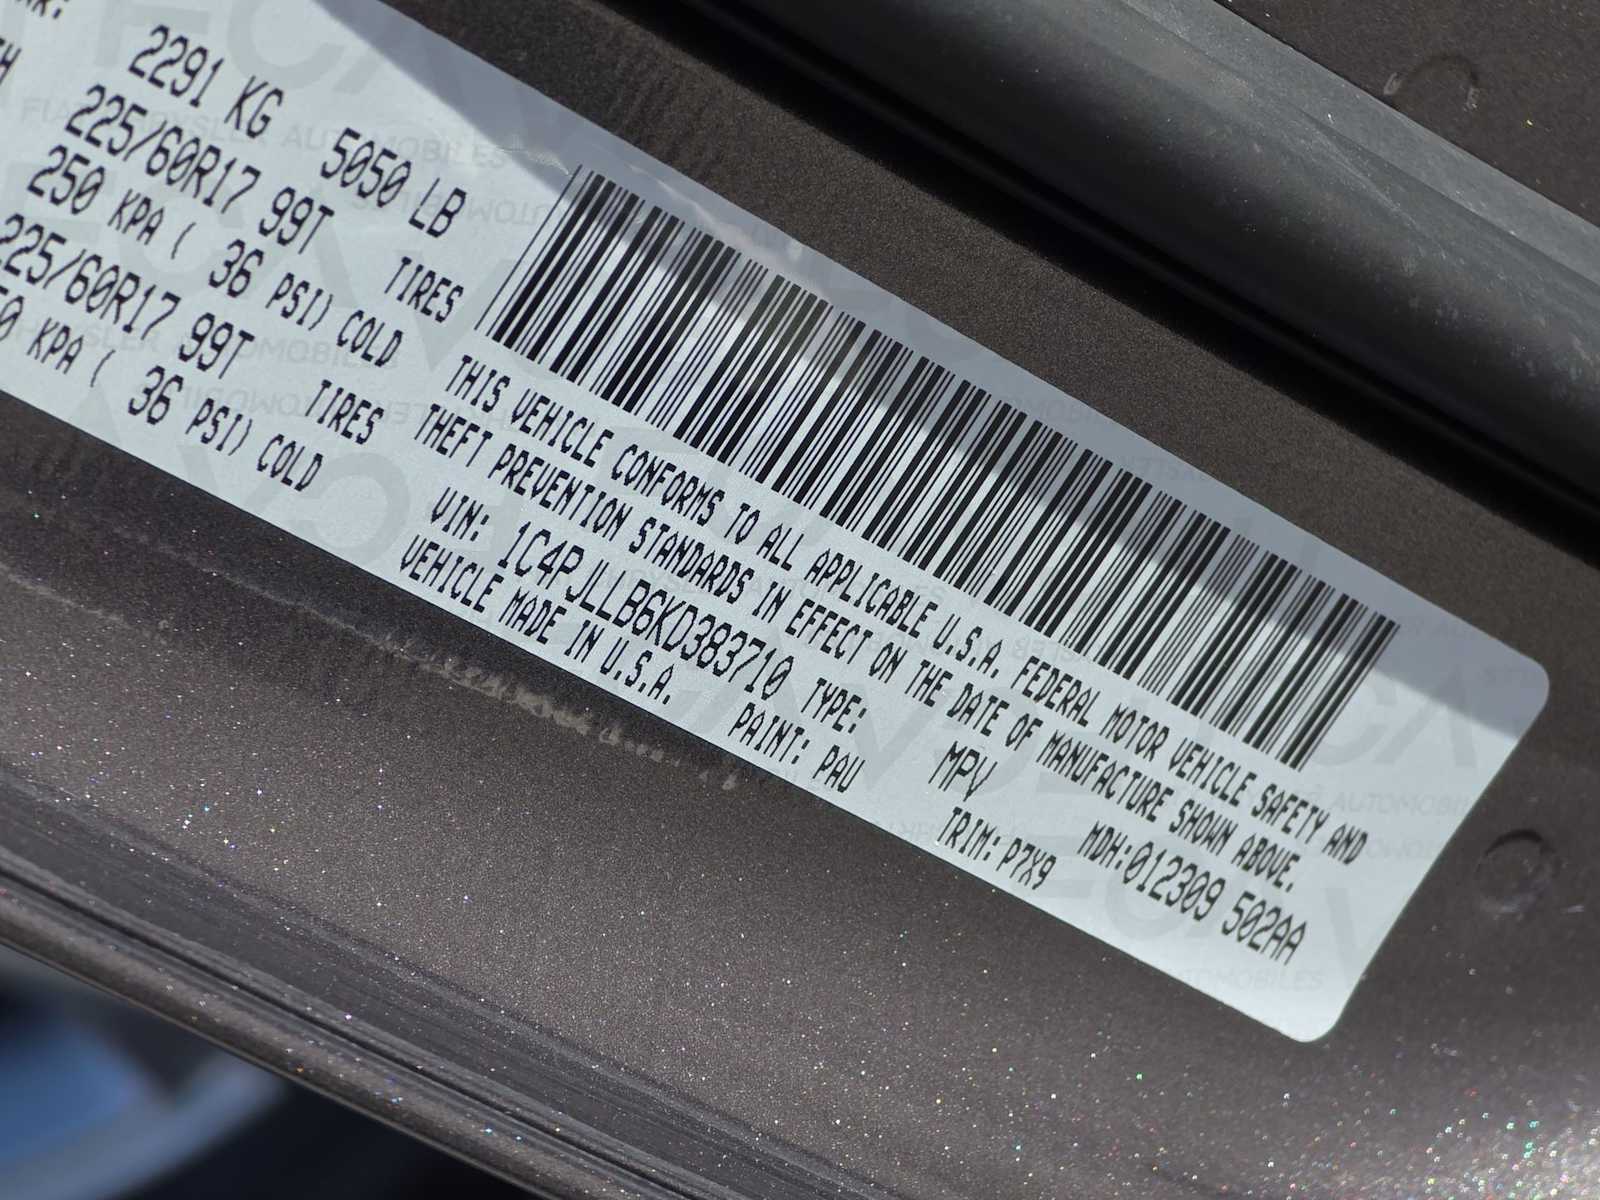 2291 KG 5050 LB
225/60R17 99T TIRES
250 KPA ( 36 PSI) COLD
225/60R17 99T TIRES
KPA ( 36 PSI) COLD
THIS VEHICLE CONFORMS TO ALL APPLICABLE U.S.A. FEDERAL MOTOR VEHICLE SAFETY AND
THEFT PREVENTION STANDARDS IN EFFECT ON THE DATE OF MANUFACTURE SHOWN ABOVE.
VIN: 1C4PJLLB6KD383710 TYPE: MPV MDH:012309 502AA
VEHICLE MADE IN U.S.A. PAINT: PAU TRIM: P7X9